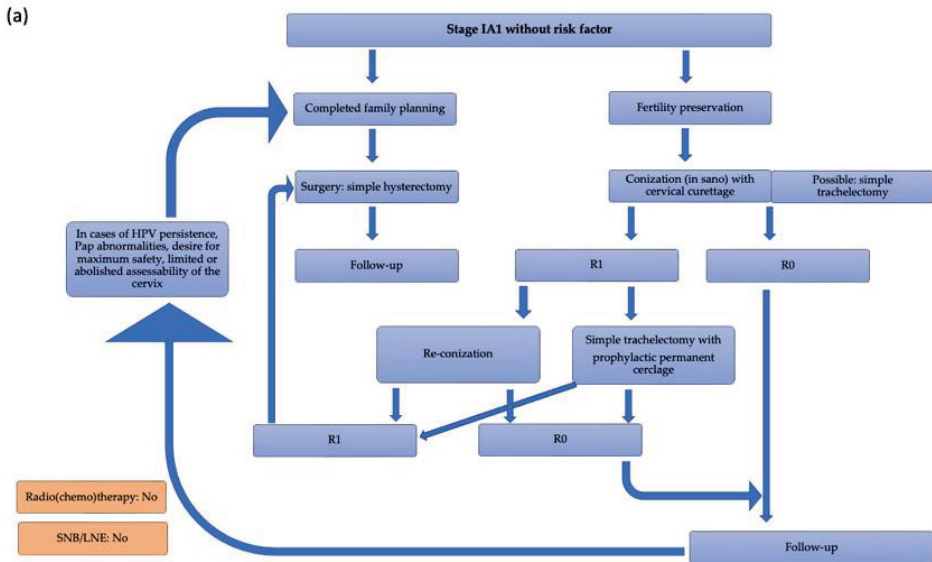 (a)
Stage IA1 without risk factor
Completed family planning
Fertility preservation
Surgery: simple hysterectomy
Conization (in sano) with
cervical curettage
Possible: simple
trachelectomy
In cases of HPV persistence,
Pap abnormalities, desire for
maximum safety, limited or
abolished assessability of the
cervix
Follow-up
R1
R0
Re-conization
Simple trachelectomy with
prophylactic permanent
cerclage
R1
R0
Radio(chemo)therapy: No
SNB/LNE: No
Follow-up